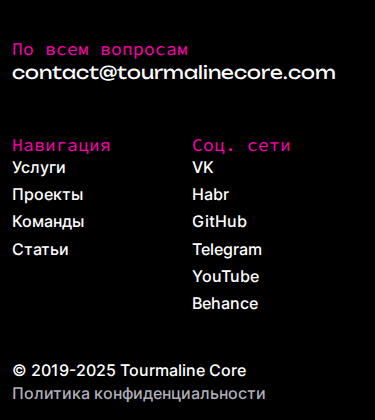 По всем вопросам
contact@tourmalinecore.com
Навигация
Услуги
Проекты
Команды
Статьи
Соц. сети
VK
Habr
GitHub
Telegram
YouTube
Behance
© 2019-2025 Tourmaline Core
Политика конфиденциальности